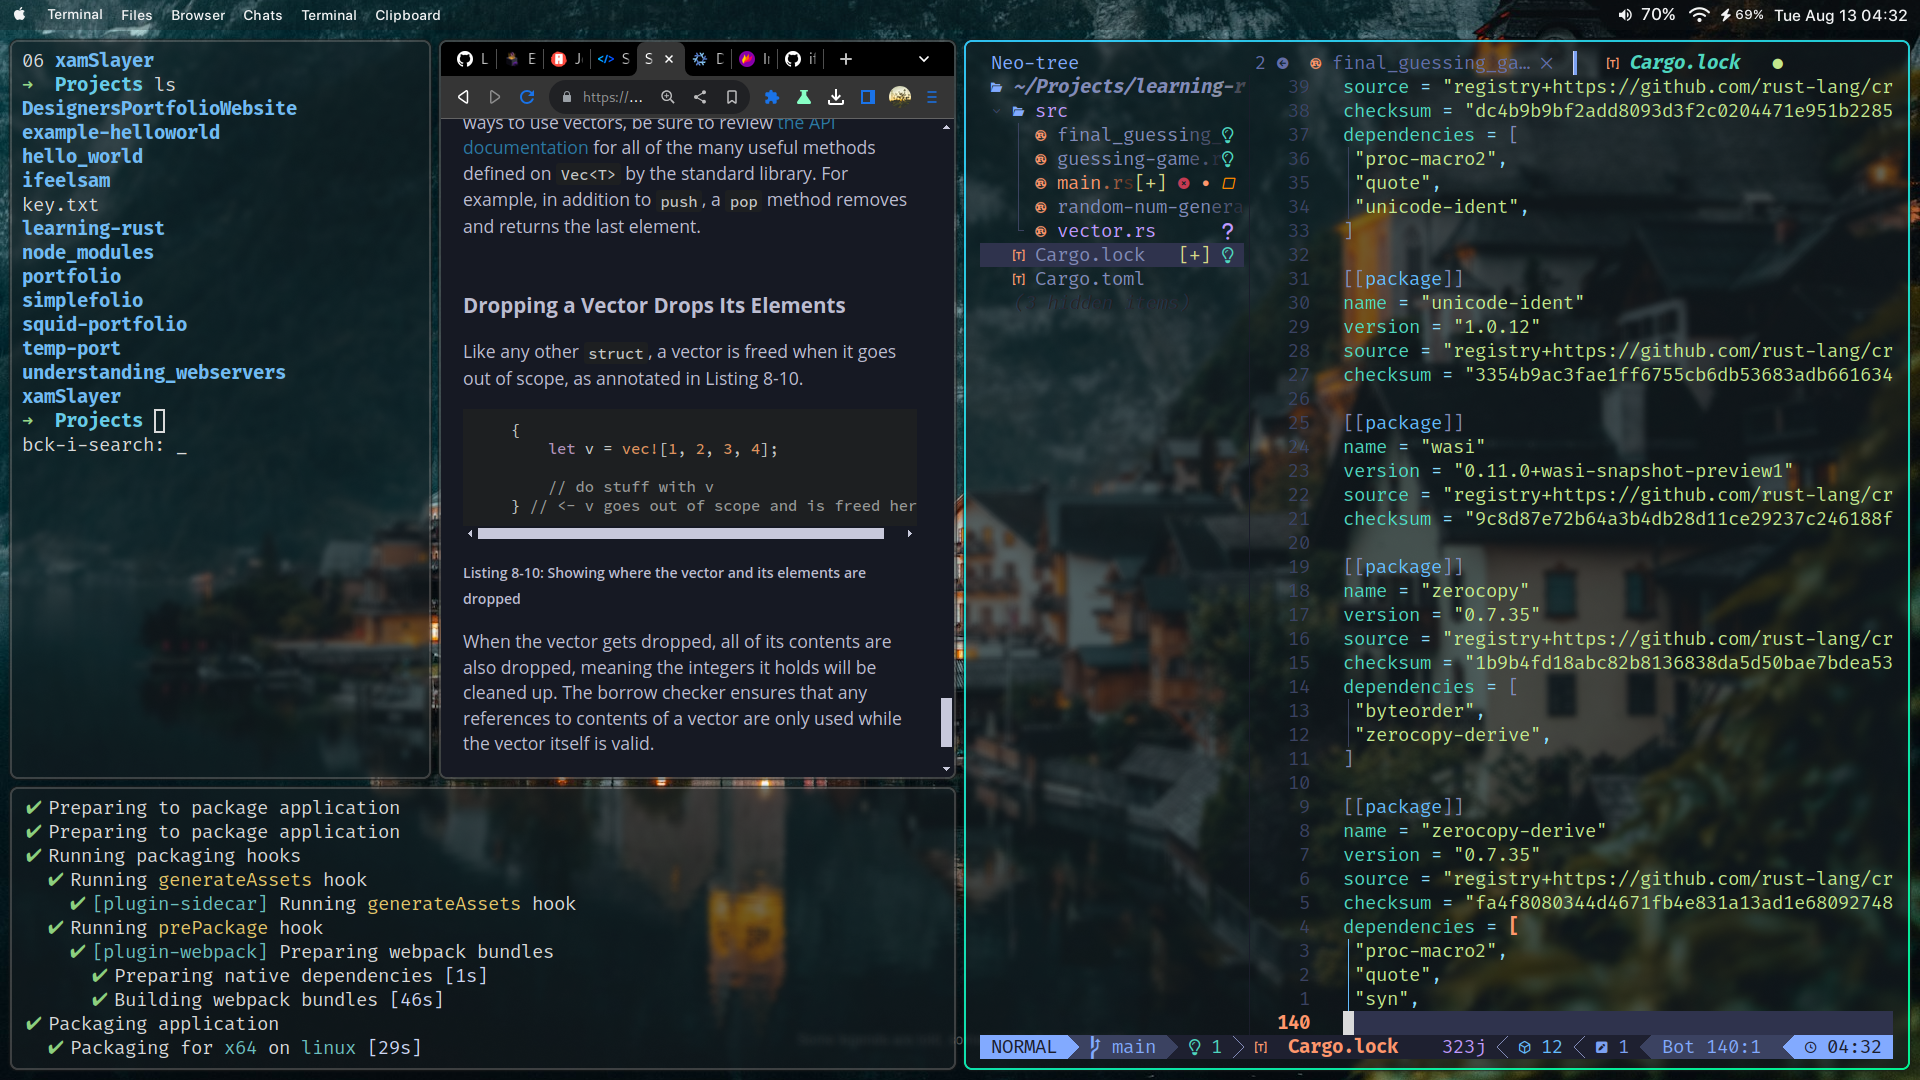 Terminal Files Browser Chats Terminal Clipboard
70% 69% Tue Aug 13 04:32
06 xamSlayer
→ Projects ls
DesignersPortfolioWebsite
example-helloworld
hello_world
ifeelsam
key.txt
learning-rust
node_modules
portfolio
simplefolio
squid-portfolio
temp-port
understanding_webservers
xamSlayer
→ Projects
bck-i-search: _
L E J S S × D I if +
https://...
ways to use vectors, be sure to review the API
documentation for all of the many useful methods
defined on Vec<T> by the standard library. For
example, in addition to push, a pop method removes
and returns the last element.
Dropping a Vector Drops Its Elements
Like any other struct, a vector is freed when it goes
out of scope, as annotated in Listing 8-10.
{
let v = vec![1, 2, 3, 4];
// do stuff with v
} // <- v goes out of scope and is freed her
Listing 8-10: Showing where the vector and its elements are
dropped
When the vector gets dropped, all of its contents are
also dropped, meaning the integers it holds will be
cleaned up. The borrow checker ensures that any
references to contents of a vector are only used while
the vector itself is valid.
✔ Preparing to package application
✔ Preparing to package application
✔ Running packaging hooks
✔ Running generateAssets hook
✔ [plugin-sidecar] Running generateAssets hook
✔ Running prePackage hook
✔ [plugin-webpack] Preparing webpack bundles
✔ Preparing native dependencies [1s]
✔ Building webpack bundles [46s]
✔ Packaging application
✔ Packaging for x64 on linux [29s]
Neo-tree
~/Projects/learning-r
src
final_guessing_
guessing-game.r
main.rs[+]
random-num-genera
vector.rs ?
Cargo.lock [+]
Cargo.toml
2 final_guessing_ga... × Cargo.lock ●
39 source = "registry+https://github.com/rust-lang/cr
38 checksum = "dc4b9b9bf2add8093d3f2c0204471e951b2285
37 dependencies = [
36 "proc-macro2",
35 "quote",
34 "unicode-ident",
33 ]
32
31 [[package]]
30 name = "unicode-ident"
29 version = "1.0.12"
28 source = "registry+https://github.com/rust-lang/cr
27 checksum = "3354b9ac3fae1ff6755cb6db53683adb661634
26
25 [[package]]
24 name = "wasi"
23 version = "0.11.0+wasi-snapshot-preview1"
22 source = "registry+https://github.com/rust-lang/cr
21 checksum = "9c8d87e72b64a3b4db28d11ce29237c246188f
20
19 [[package]]
18 name = "zerocopy"
17 version = "0.7.35"
16 source = "registry+https://github.com/rust-lang/cr
15 checksum = "1b9b4fd18abc82b8136838da5d50bae7bdea53
14 dependencies = [
13 "byteorder",
12 "zerocopy-derive",
11 ]
10
9 [[package]]
8 name = "zerocopy-derive"
7 version = "0.7.35"
6 source = "registry+https://github.com/rust-lang/cr
5 checksum = "fa4f8080344d4671fb4e831a13ad1e68092748
4 dependencies = [
3 "proc-macro2",
2 "quote",
1 "syn",
140
NORMAL main 1 Cargo.lock 323j 12 1 Bot 140:1 04:32